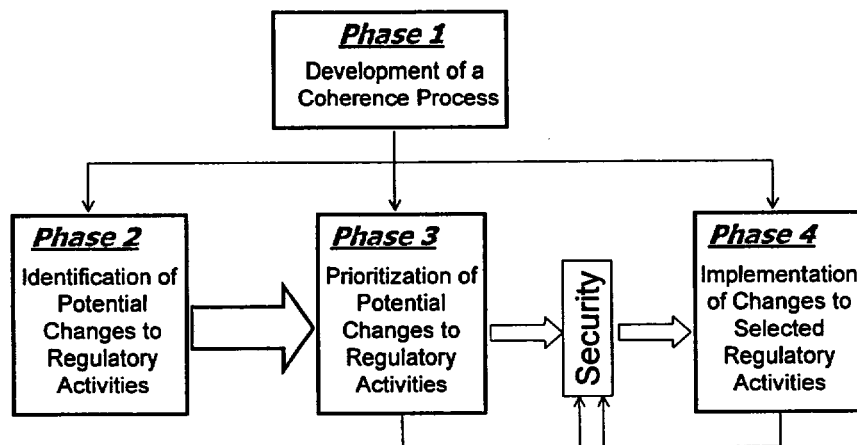 Phase 1
Development of a
Coherence Process
Phase 2
Identification of
Potential
Changes to
Regulatory
Activities
Phase 3
Prioritization of
Potential
Changes to
Regulatory
Activities
Security
Phase 4
Implementation
of Changes to
Selected
Regulatory
Activities